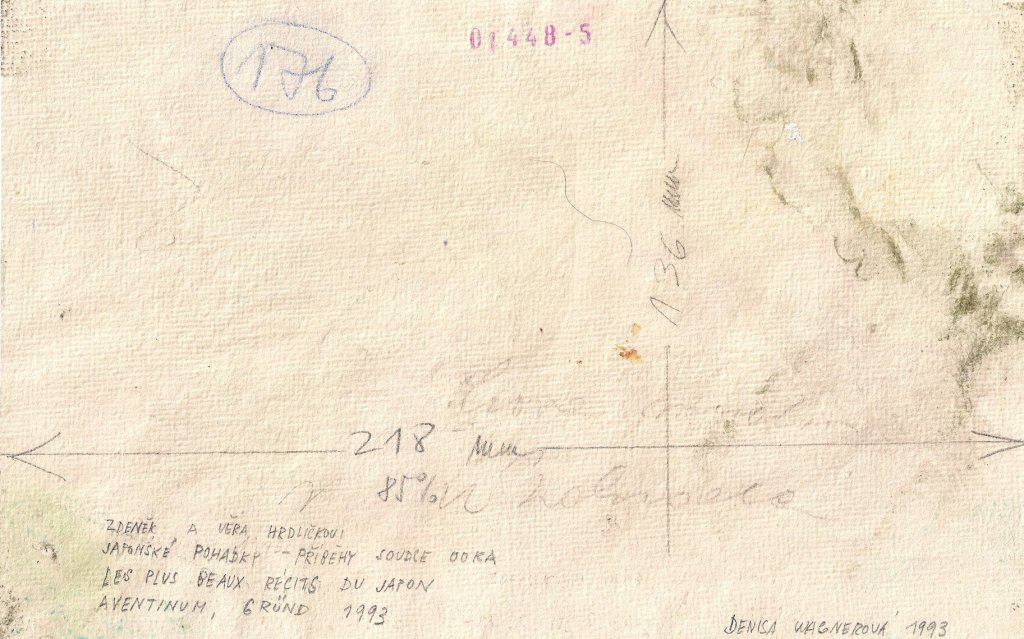 176
01448-5
136 mm
218 mm
85%
ZDENĚK A VĚRA HRDLIČKOVI
JAPONSKÉ POHÁDKY - PŘÍBĚHY SOUDCE OOKA
LES PLUS BEAUX RÉCITS DU JAPON
AVENTINUM, GRÜND 1993
DENISA WAGNEROVÁ 1993